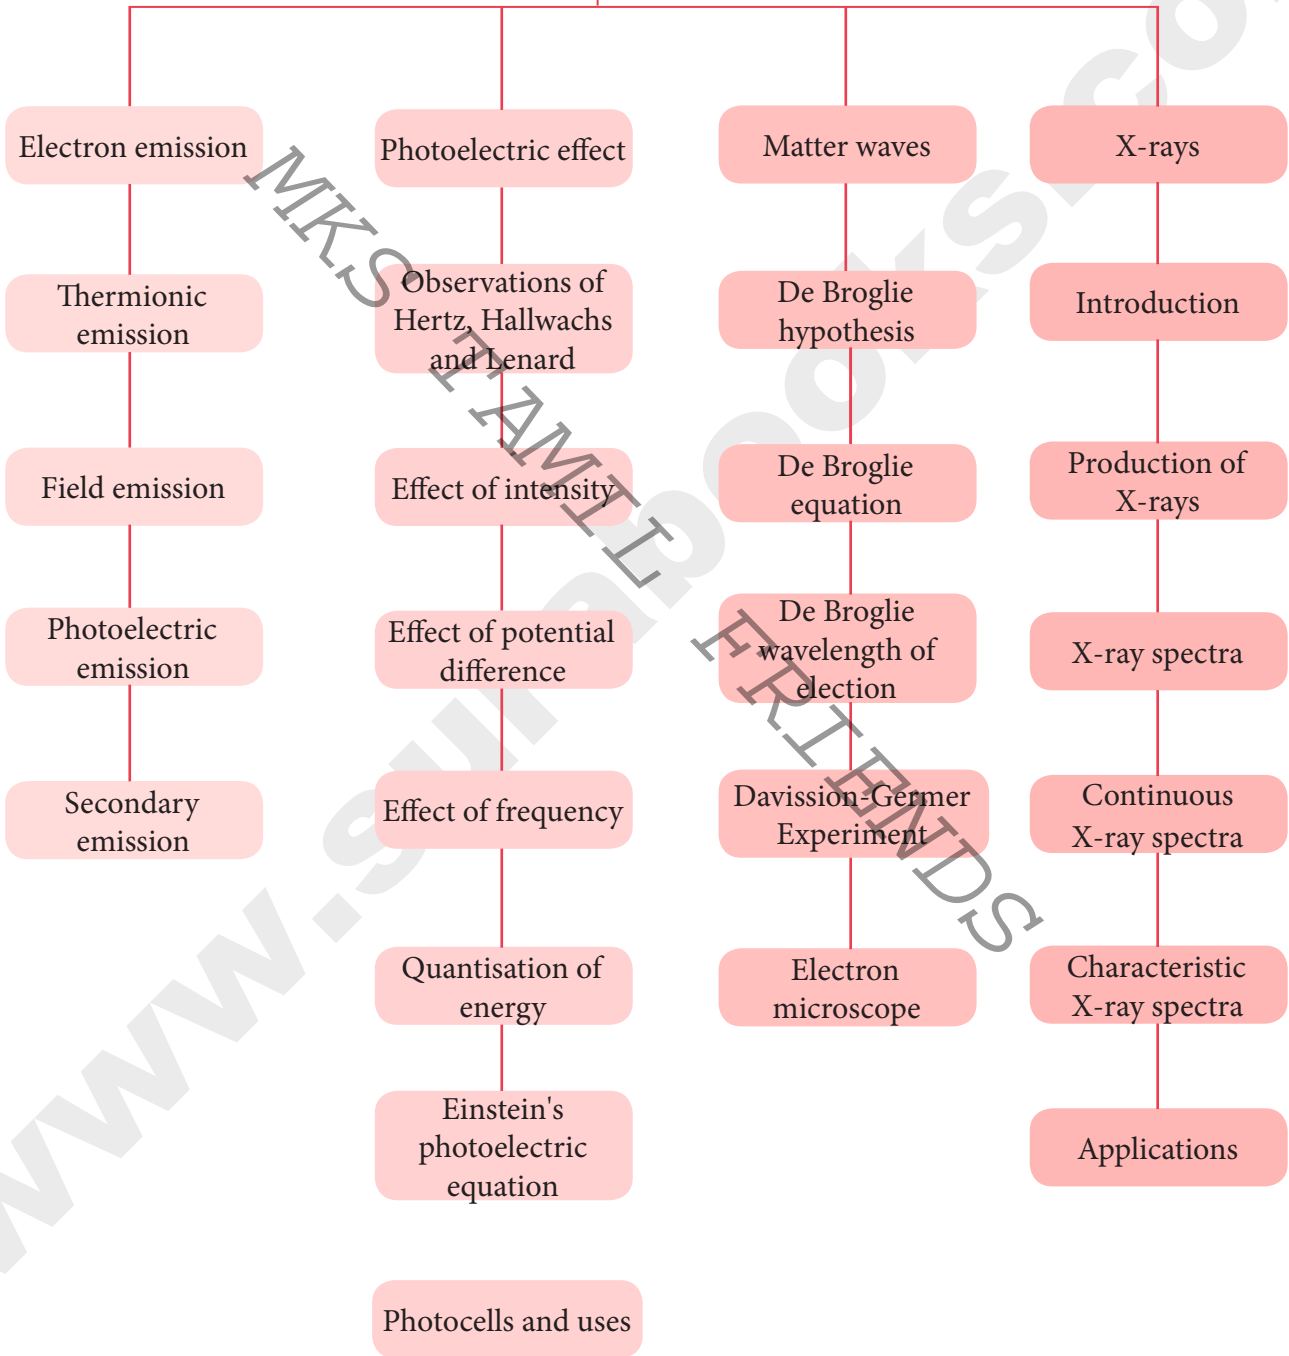 Electron emission
Thermionic
emission
Field emission
Photoelectric
emission
Secondary
emission
Photoelectric effect
Observations of
Hertz, Hallwachs
and Lenard
Effect of intensity
Effect of potential
difference
Effect of frequency
Quantisation of
energy
Einstein's
photoelectric
equation
Photocells and uses
Matter waves
De Broglie
hypothesis
De Broglie
equation
De Broglie
wavelength of
election
Davission-Germer
Experiment
Electron
microscope
X-rays
Introduction
Production of
X-rays
X-ray spectra
Continuous
X-ray spectra
Characteristic
X-ray spectra
Applications
MKS TAMIL FRIENDS